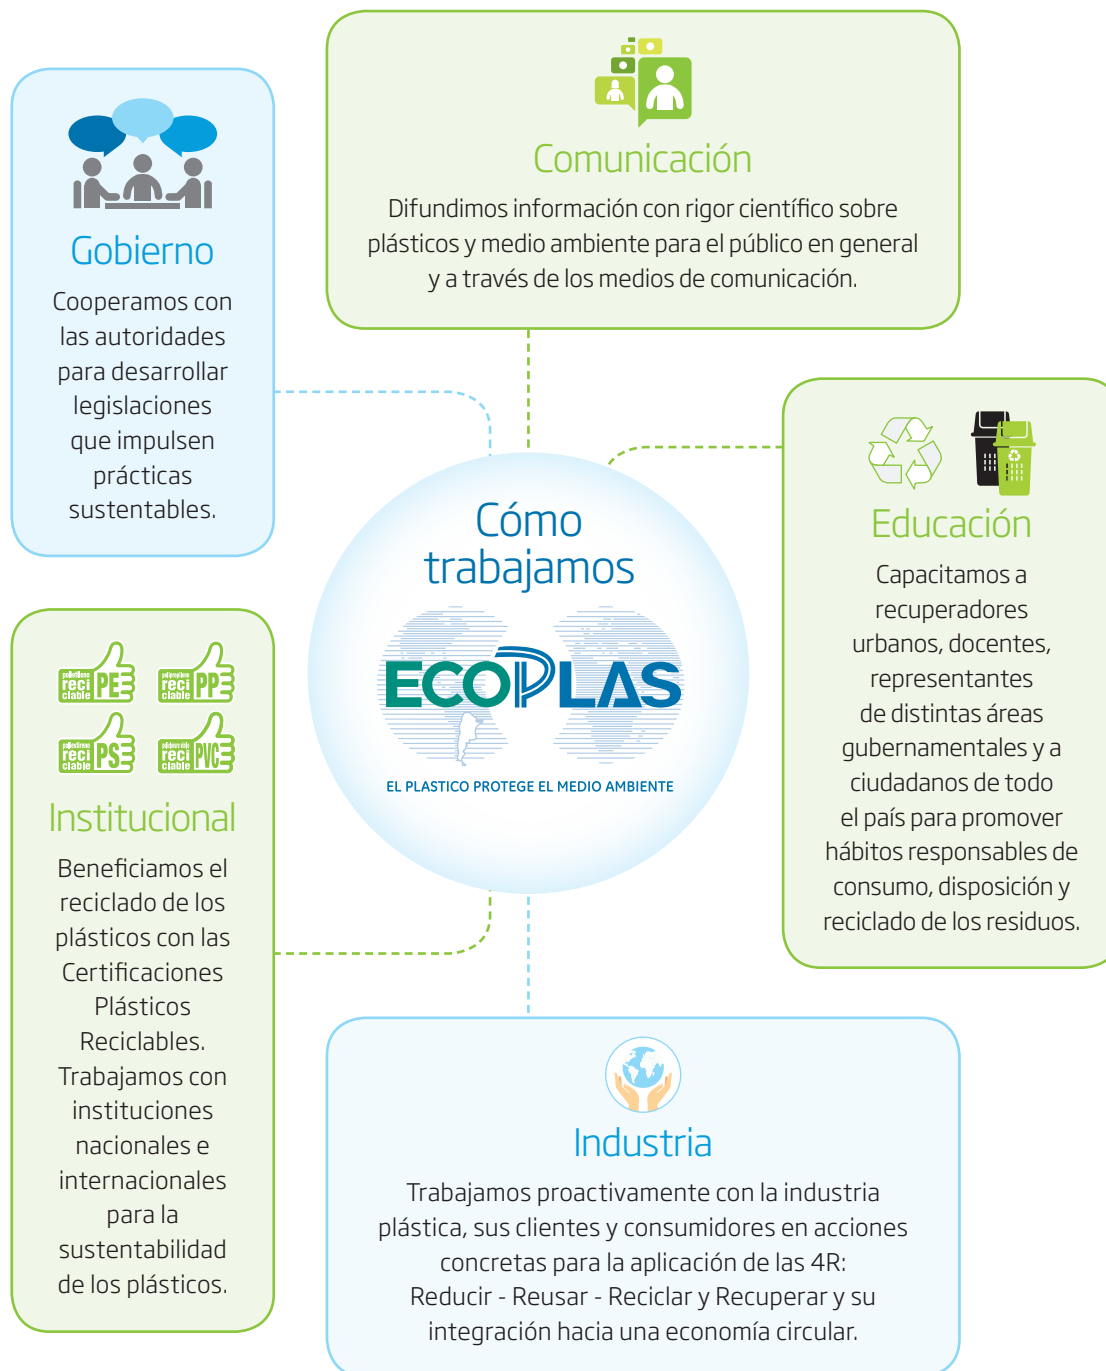 Comunicación
Difundimos información con rigor científico sobre
plásticos y medio ambiente para el público en general
y a través de los medios de comunicación.
Gobierno
Cooperamos con
las autoridades
para desarrollar
legislaciones
que impulsen
prácticas
sustentables.
Cómo
trabajamos
ECOPLAS
EL PLASTICO PROTEGE EL MEDIO AMBIENTE
Educación
Capacitamos a
recuperadores
urbanos, docentes,
representantes
de distintas áreas
gubernamentales y a
ciudadanos de todo
el país para promover
hábitos responsables de
consumo, disposición y
reciclado de los residuos.
polietileno
reci
clable
PE
polipropileno
reci
clable
PP
reci
clable
PS
reci
clable
PVC
Institucional
Beneficiamos el
reciclado de los
plásticos con las
Certificaciones
Plásticos
Reciclables.
Trabajamos con
instituciones
nacionales e
internacionales
para la
sustentabilidad
de los plásticos.
Industria
Trabajamos proactivamente con la industria
plástica, sus clientes y consumidores en acciones
concretas para la aplicación de las 4R:
Reducir - Reusar - Reciclar y Recuperar y su
integración hacia una economía circular.